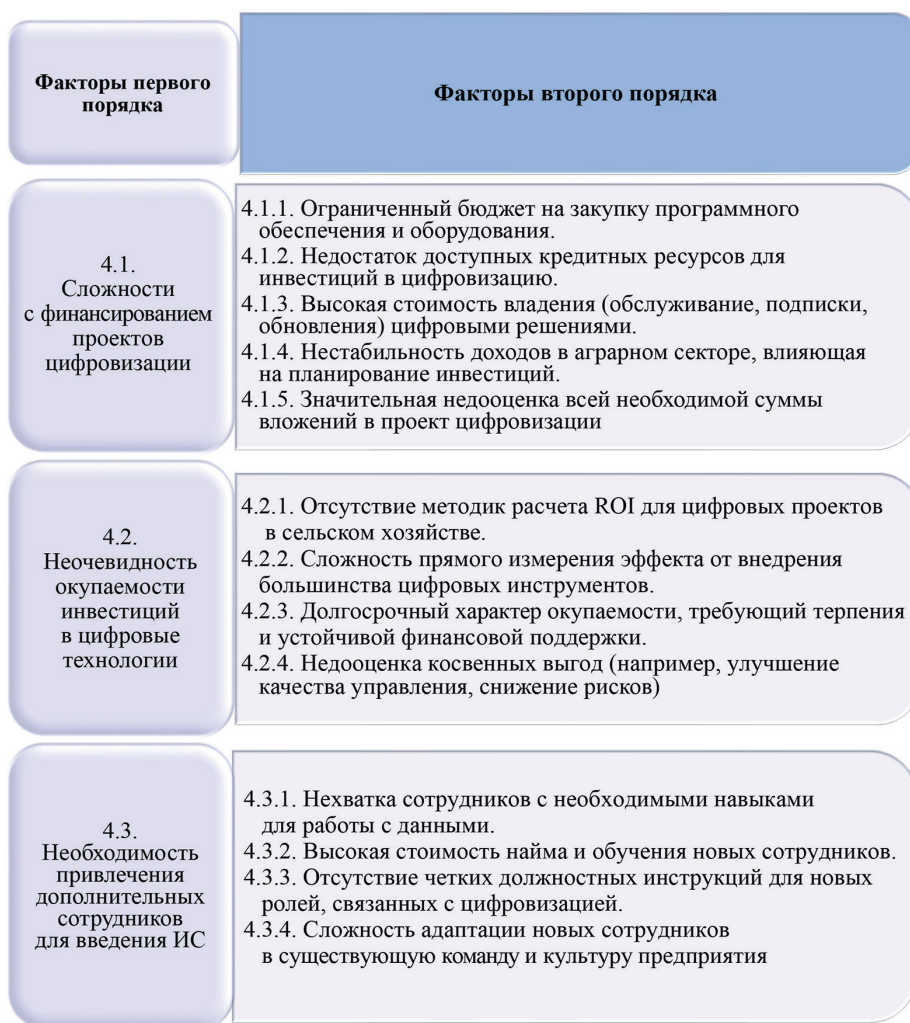 Факторы первого
порядка
Факторы второго порядка
4.1.
Сложности
с финансированием
проектов
цифровизации
4.1.1. Ограниченный бюджет на закупку программного
обеспечения и оборудования.
4.1.2. Недостаток доступных кредитных ресурсов для
инвестиций в цифровизацию.
4.1.3. Высокая стоимость владения (обслуживание, подписки,
обновления) цифровыми решениями.
4.1.4. Нестабильность доходов в аграрном секторе, влияющая
на планирование инвестиций.
4.1.5. Значительная недооценка всей необходимой суммы
вложений в проект цифровизации
4.2.
Неочевидность
окупаемости
инвестиций
в цифровые
технологии
4.2.1. Отсутствие методик расчета ROI для цифровых проектов
в сельском хозяйстве.
4.2.2. Сложность прямого измерения эффекта от внедрения
большинства цифровых инструментов.
4.2.3. Долгосрочный характер окупаемости, требующий терпения
и устойчивой финансовой поддержки.
4.2.4. Недооценка косвенных выгод (например, улучшение
качества управления, снижение рисков)
4.3.
Необходимость
привлечения
дополнительных
сотрудников
для введения ИС
4.3.1. Нехватка сотрудников с необходимыми навыками
для работы с данными.
4.3.2. Высокая стоимость найма и обучения новых сотрудников.
4.3.3. Отсутствие четких должностных инструкций для новых
ролей, связанных с цифровизацией.
4.3.4. Сложность адаптации новых сотрудников
в существующую команду и культуру предприятия